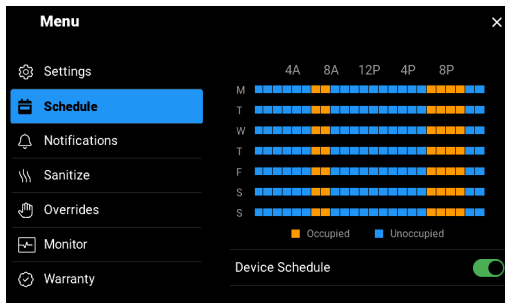 Menu
Settings
Schedule
Notifications
Sanitize
Overrides
Monitor
Warranty
4A 8A 12P 4P 8P
M
T
W
T
F
S
S
Occupied Unoccupied
Device Schedule